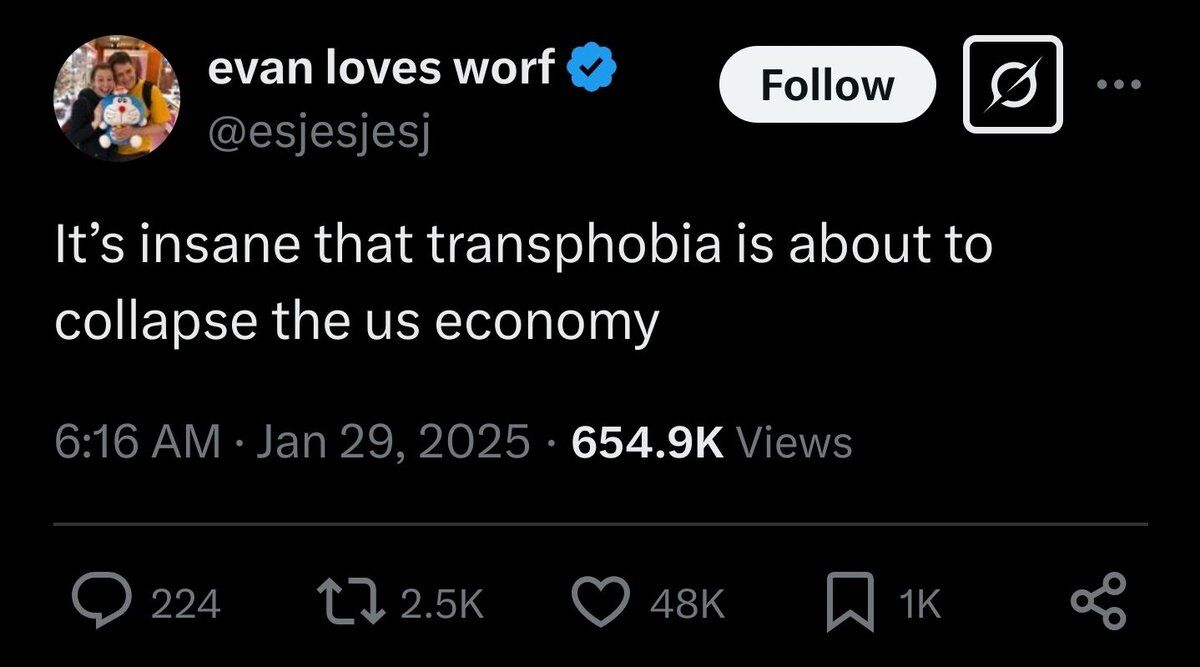 evan loves worf
Follow
@esjesjesj
It’s insane that transphobia is about to
collapse the us economy
6:16 AM · Jan 29, 2025 · 654.9K Views
224 2.5K 48K 1K